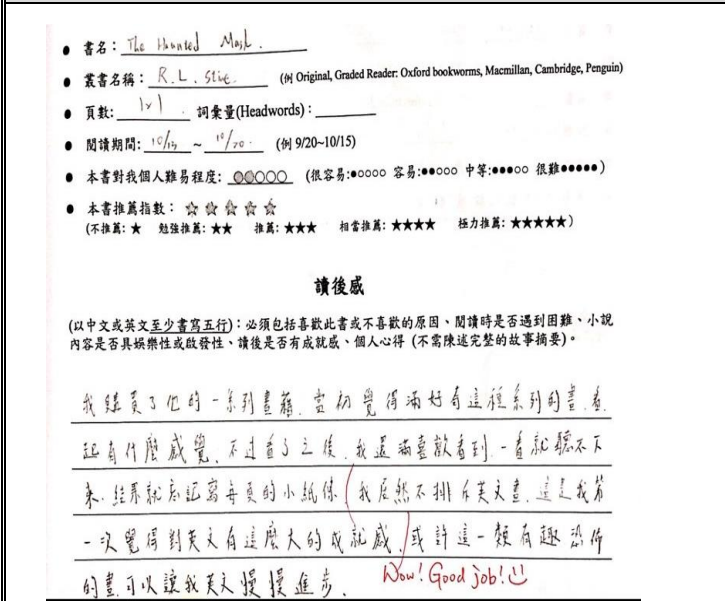 ● 書名：The Haunted Mask.
● 叢書名稱：R.L. Stine. (例 Original, Graded Reader: Oxford bookworms, Macmillan, Cambridge, Penguin)
● 頁數: 詞彙量(Headwords)：
● 閱讀期間: ~ 10/20. (例 9/20~10/15)
● 本書對我個人難易程度: ●●○○○ (很容易:●○○○○ 容易:●●○○○ 中等:●●●○○ 很難●●●●●)
● 本書推薦指數：☆ ☆ ☆ ☆ ☆
(不推薦: ★ 勉強推薦: ★★ 推薦: ★★★ 相當推薦: ★★★★ 極力推薦: ★★★★★)
讀後感
(以中文或英文至少書寫五行)：必須包括喜歡此書或不喜歡的原因、閱讀時是否遇到困難、小說
內容是否具娛樂性或啟發性、讀後是否有成就感、個人心得 (不需陳述完整的故事摘要)。
我購買了他的一系列書籍. 當初覺得滿好有這種系列的書. 看
起有什麼感覺. 不过看了之後. 我還滿喜歡看到. 一看就聽不下
來. 結果就忘記寫每頁的小紙條 (我居然不排斥英文書. 這是我第
一次覺得對英文有這麼大的成就感) 或許這一類有趣恐怖
的書可以讓我英文慢慢進步.
Wow! Good job!